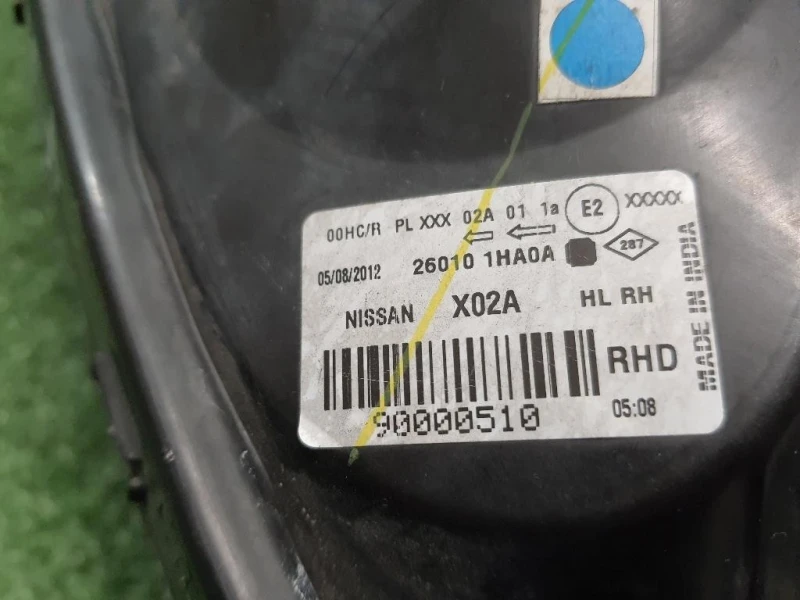 00HC/R PL XXX 02A 01 1a E2 XXXXX
05/08/2012 26010 1HA0A 287
NISSAN X02A HL RH
RHD
90000510 05:08
MADE IN INDIA